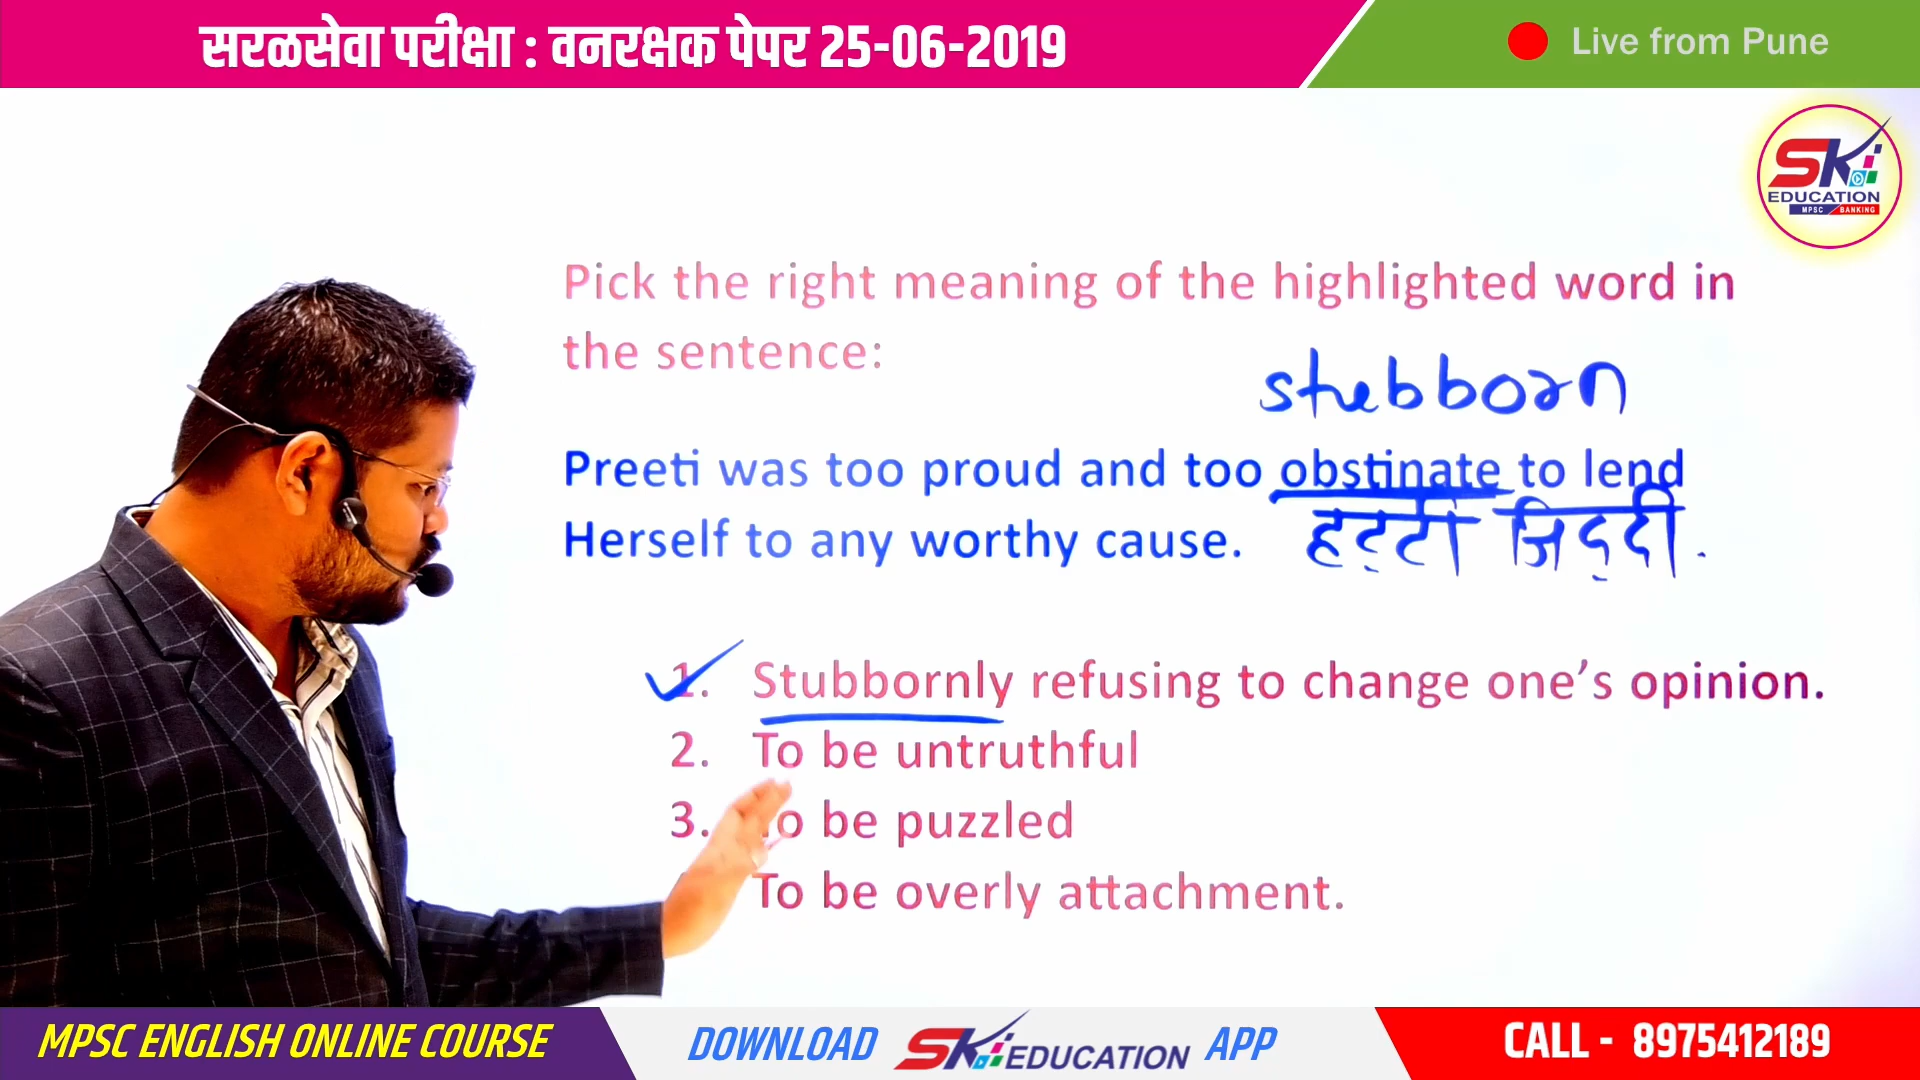 सरळसेवा परीक्षा : वनरक्षक पेपर 25-06-2019
Live from Pune
SK
EDUCATION
MPSC BANKING
Pick the right meaning of the highlighted word in
the sentence:
stubborn
Preeti was too proud and too obstinate to lend
हट्टी जिद्दी.
Herself to any worthy cause.
1. Stubbornly refusing to change one’s opinion.
2. To be untruthful
3. To be puzzled
To be overly attachment.
MPSC ENGLISH ONLINE COURSE
DOWNLOAD SK EDUCATION APP
CALL - 8975412189